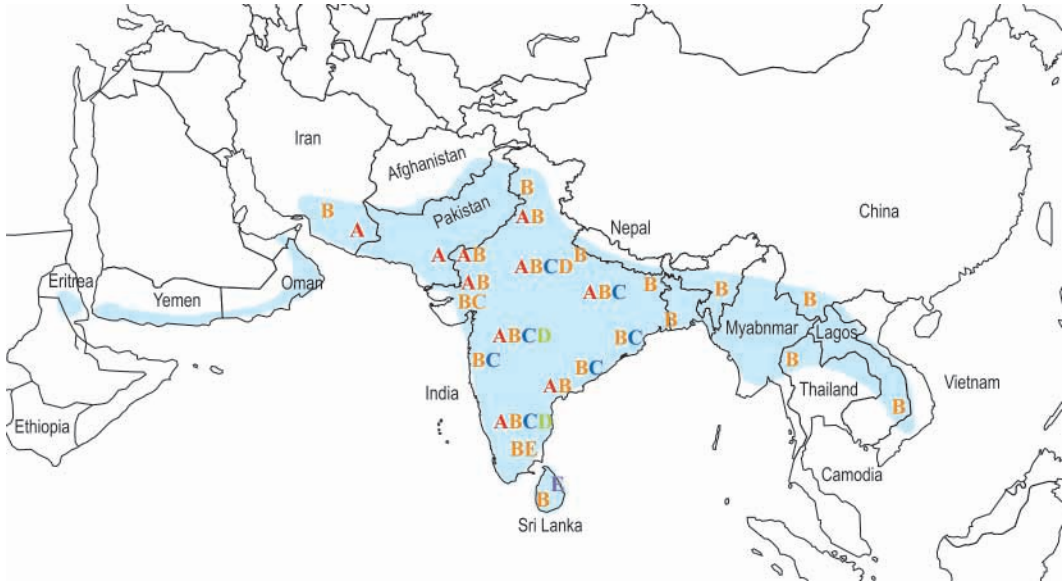 Iran
Afghanistan
Pakistan
Nepal
China
Eritrea
Yemen
Oman
Ethiopia
India
Sri Lanka
Myabnmar
Lagos
Thailand
Vietnam
Camodia
B
A
B
AB
A
AB
AB
BC
ABCD
B
ABC
B
B
B
B
ABCD
BC
BC
BC
AB
B
B
ABCD
BE
E
B